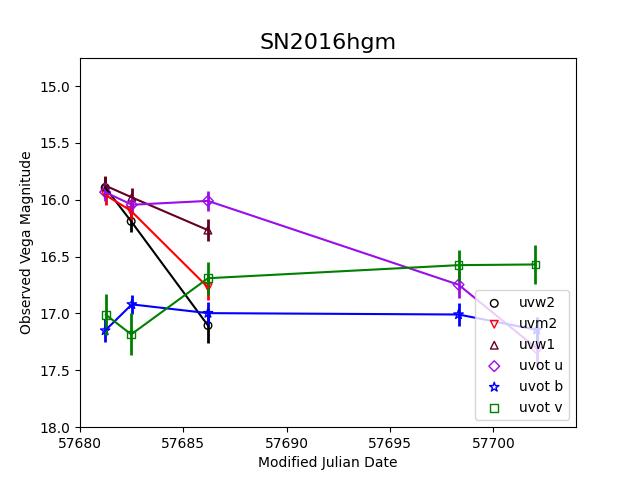 SN2016hgm
Observed Vega Magnitude
15.0
15.5
16.0
16.5
17.0
17.5
18.0
57680
57685
57690
57695
57700
Modified Julian Date
uvw2
uvm2
uvw1
uvot u
uvot b
uvot v